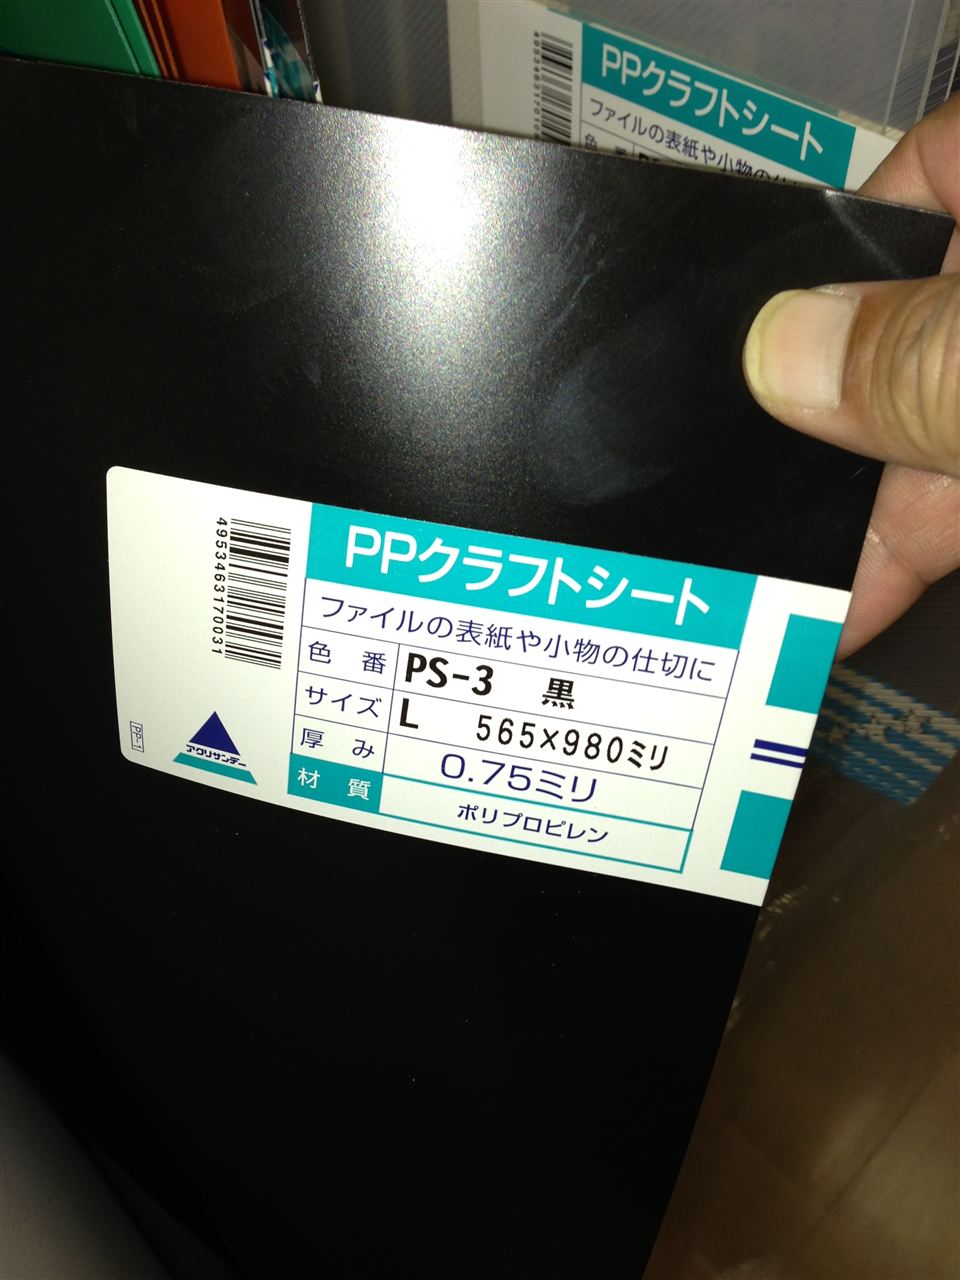 PPクラフトシート
ファイルの表紙や小物の仕
色 番
PPクラフトシート
ファイルの表紙や小物の仕切に
色 番 PS-3 黒
サイズ L 565×980ミリ
厚 み 0.75ミリ
材 質 ポリプロピレン
4953463170031
アクリサンデー
PP-1